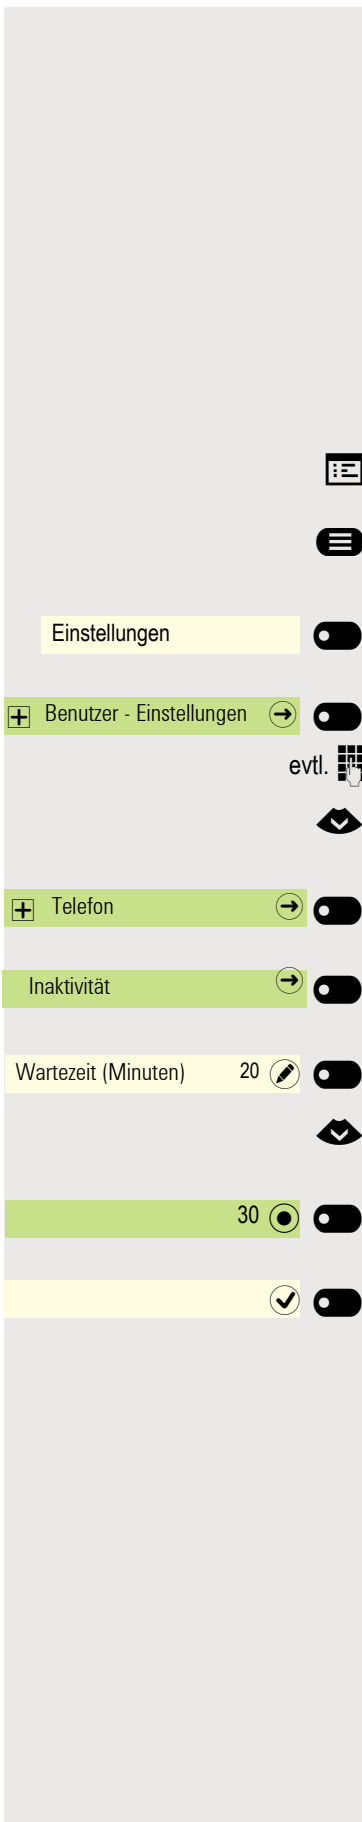 Einstellungen
Benutzer - Einstellungen
evtl.
Telefon
Inaktivität
Wartezeit (Minuten) 20
30